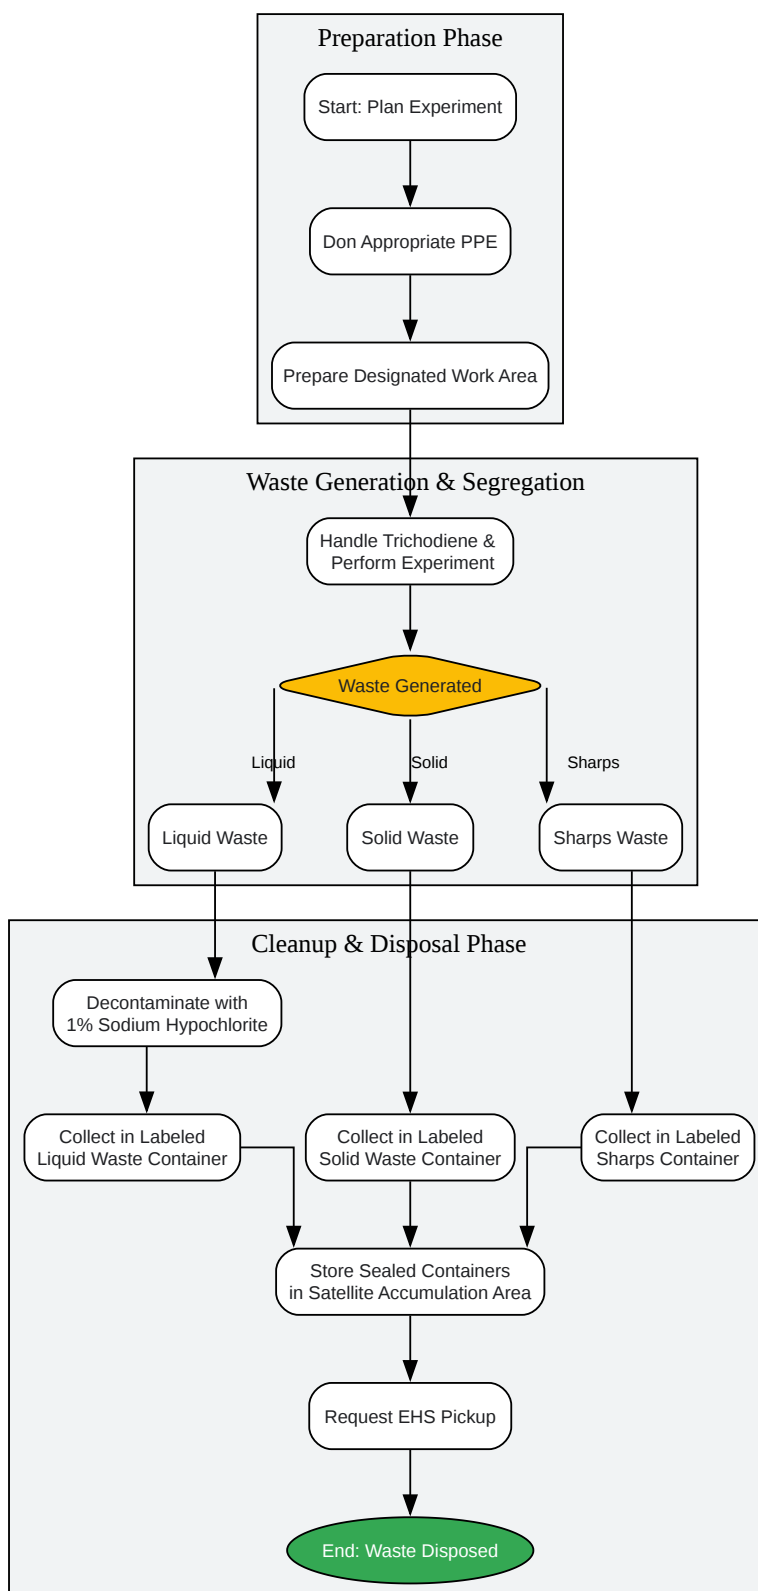 Preparation Phase
Start: Plan Experiment
Don Appropriate PPE
Prepare Designated Work Area
Waste Generation & Segregation
Handle Trichodiene &
Perform Experiment
Waste Generated
Liquid
Solid
Sharps
Liquid Waste
Solid Waste
Sharps Waste
Cleanup & Disposal Phase
Decontaminate with
1% Sodium Hypochlorite
Collect in Labeled
Liquid Waste Container
Collect in Labeled
Solid Waste Container
Collect in Labeled
Sharps Container
Store Sealed Containers
in Satellite Accumulation Area
Request EHS Pickup
End: Waste Disposed